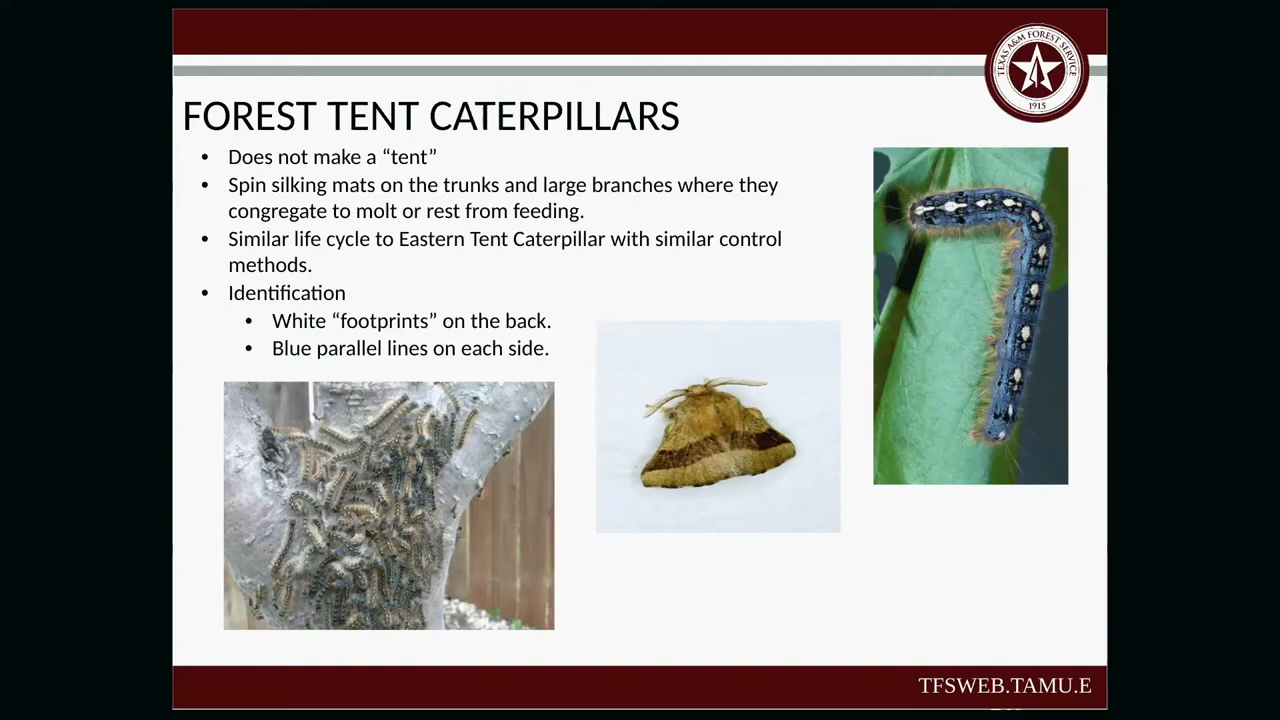 TEXAS A&M FOREST SERVICE
1915
FOREST TENT CATERPILLARS
• Does not make a “tent”
• Spin silking mats on the trunks and large branches where they
congregate to molt or rest from feeding.
• Similar life cycle to Eastern Tent Caterpillar with similar control
methods.
• Identification
• White “footprints” on the back.
• Blue parallel lines on each side.
TFSWEB.TAMU.E